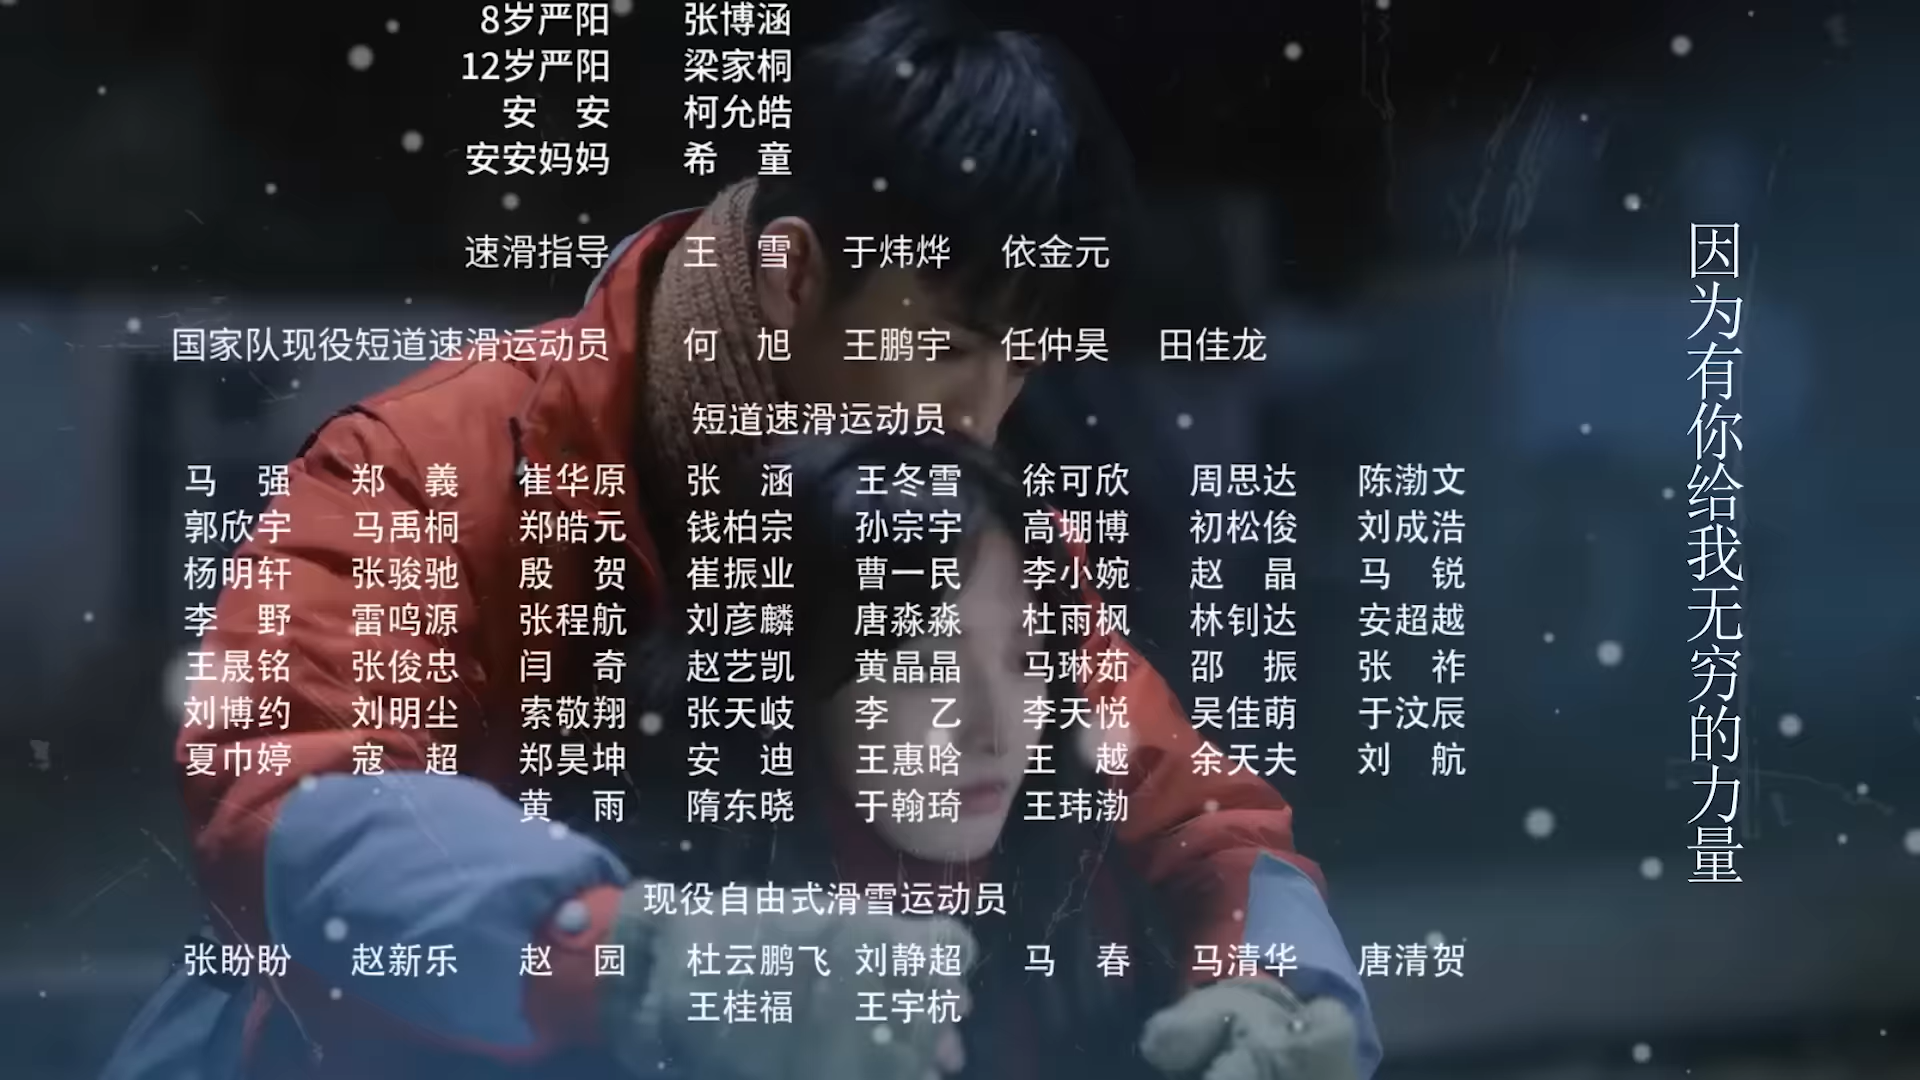 8岁严阳 张博涵
12岁严阳 梁家桐
安 安 柯允皓
安安妈妈 希 童
速滑指导 王 雪 于炜烨 依金元
国家队现役短道速滑运动员 何 旭 王鹏宇 任仲昊 田佳龙
短道速滑运动员
马 强 郑 義 崔华原 张 涵 王冬雪 徐可欣 周思达 陈渤文
郭欣宇 马禹桐 郑皓元 钱柏宗 孙宗宇 高堋博 初松俊 刘成浩
杨明轩 张骏驰 殷 贺 崔振业 曹一民 李小婉 赵 晶 马 锐
李 野 雷鸣源 张程航 刘彦麟 唐淼淼 杜雨枫 林钊达 安超越
王晟铭 张俊忠 闫 奇 赵艺凯 黄晶晶 马琳茹 邵 振 张 祚
刘博约 刘明尘 索敬翔 张天岐 李 乙 李天悦 吴佳萌 于汶辰
夏巾婷 寇 超 郑昊坤 安 迪 王惠晗 王 越 余天夫 刘 航
黄 雨 隋东晓 于翰琦 王玮渤
现役自由式滑雪运动员
张盼盼 赵新乐 赵 园 杜云鹏飞 刘静超 马 春 马清华 唐清贺
王桂福 王宇杭
因为有你给我无穷的力量